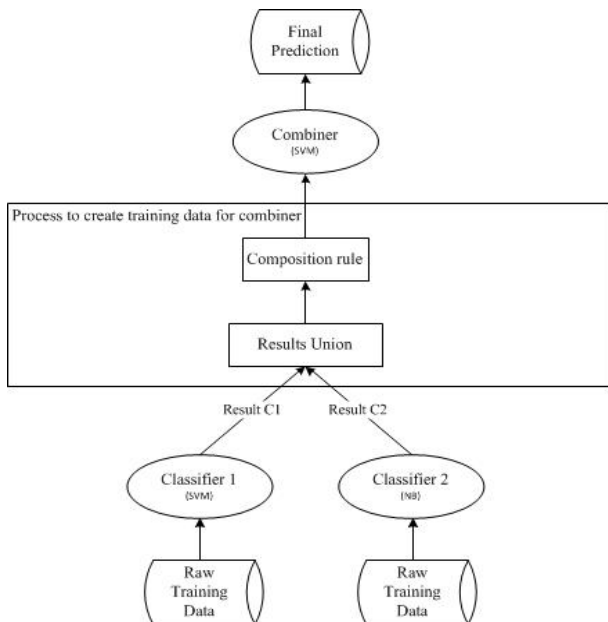 Final
Prediction
Combiner
(SVM)
Process to create training data for combiner
Composition rule
Results Union
Result C1
Result C2
Classifier 1
(SVM)
Classifier 2
(NB)
Raw
Training
Data
Raw
Training
Data